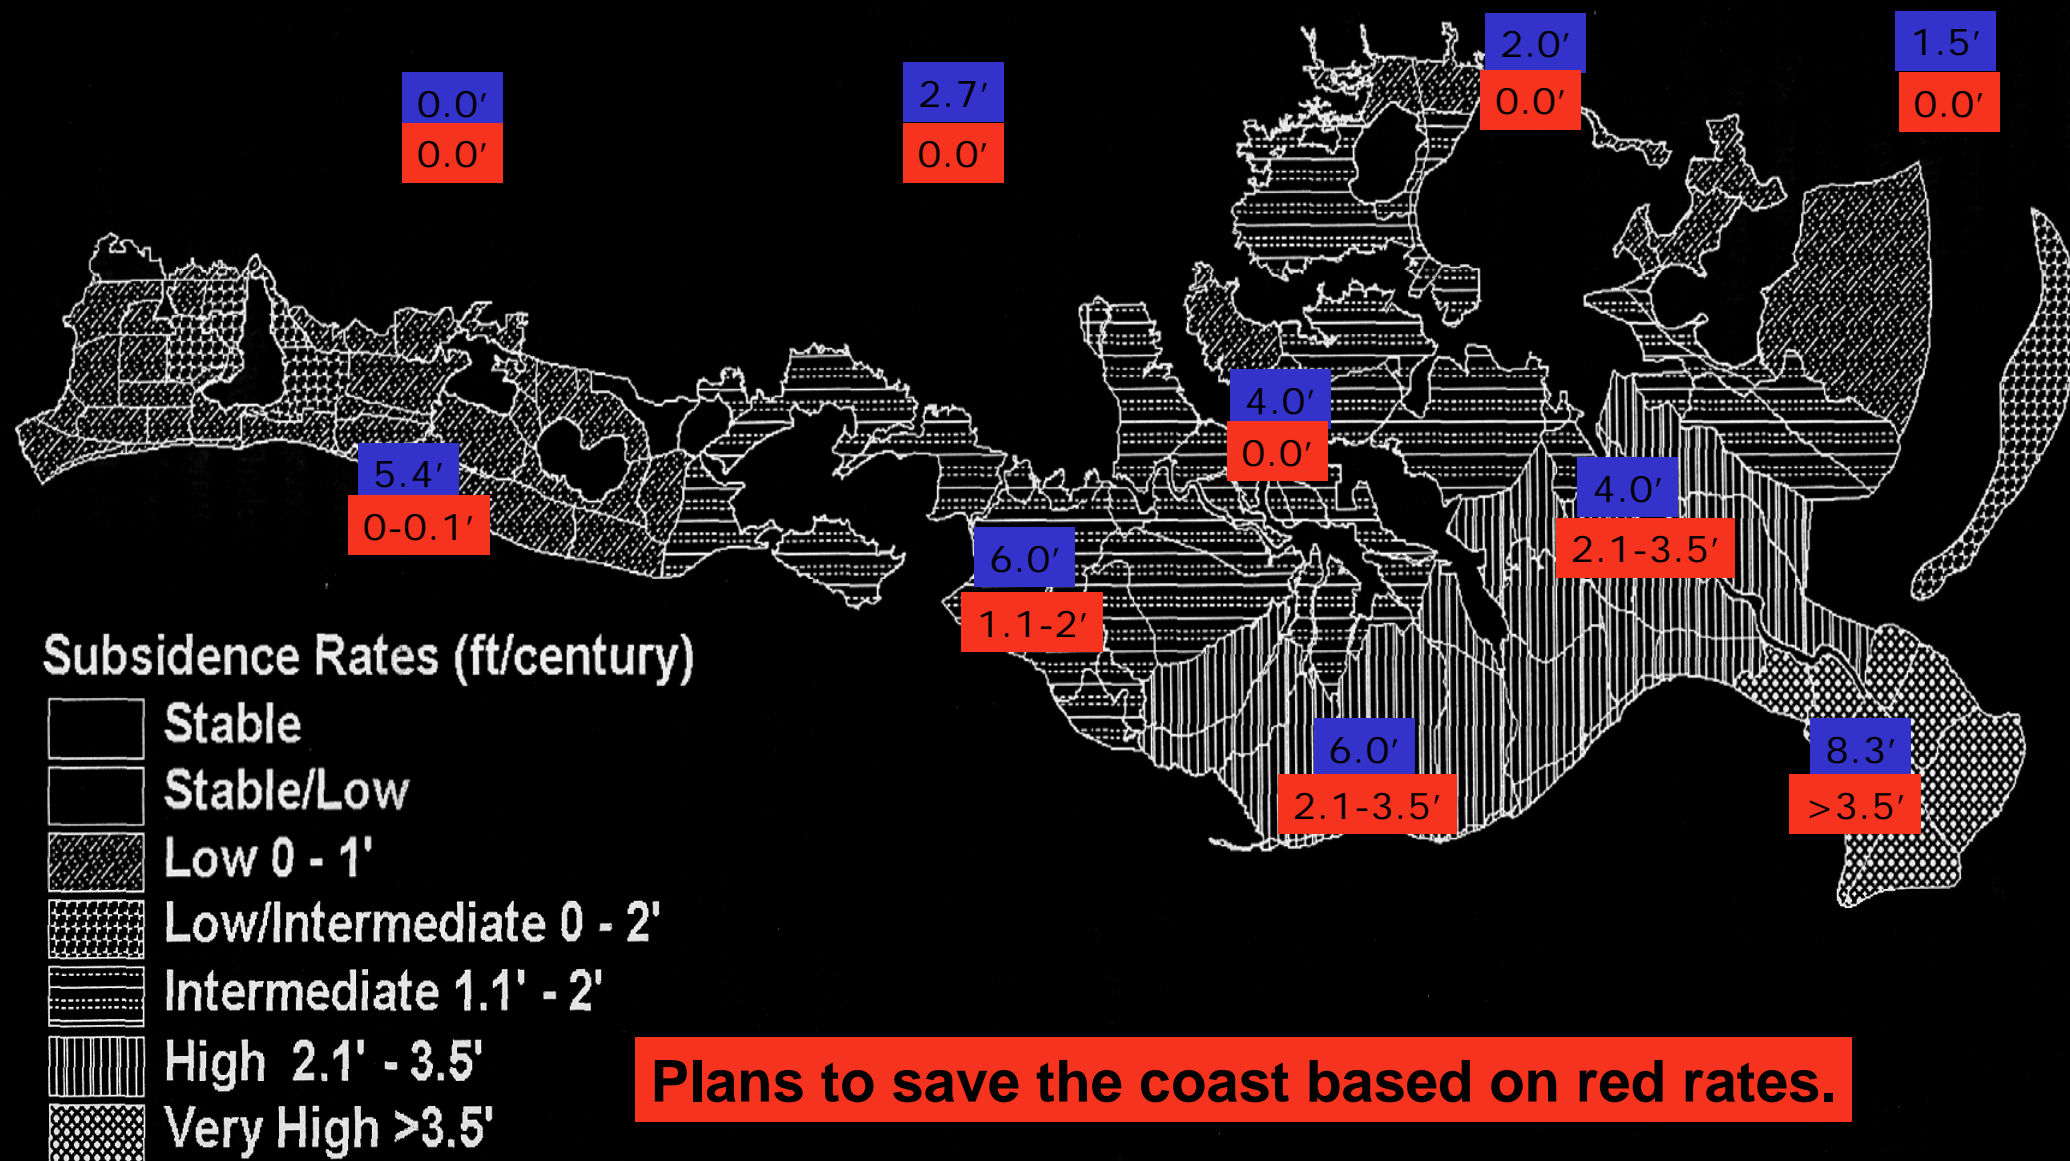 2.0′
1.5′
0.0′
2.7′
0.0′
0.0′
0.0′
0.0′
4.0′
0.0′
5.4′
0-0.1′
4.0′
2.1-3.5′
6.0′
1.1-2′
6.0′
2.1-3.5′
8.3′
>3.5′
Subsidence Rates (ft/century)
Stable
Stable/Low
Low 0 - 1'
Low/Intermediate 0 - 2'
Intermediate 1.1' - 2'
High 2.1' - 3.5'
Very High >3.5'
Plans to save the coast based on red rates.